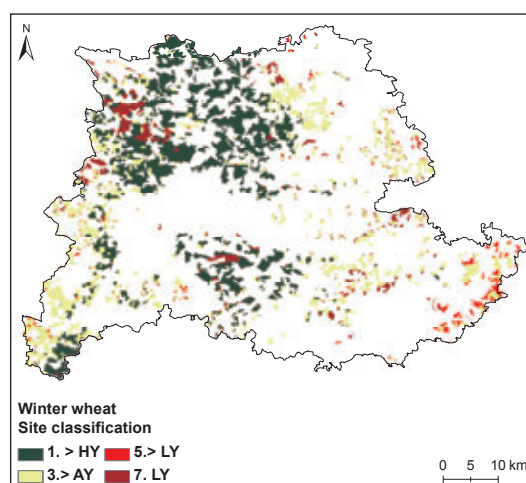 N
Winter wheat
Site classification
1. > HY 5.> LY
3.> AY 7. LY
0 5 10 km